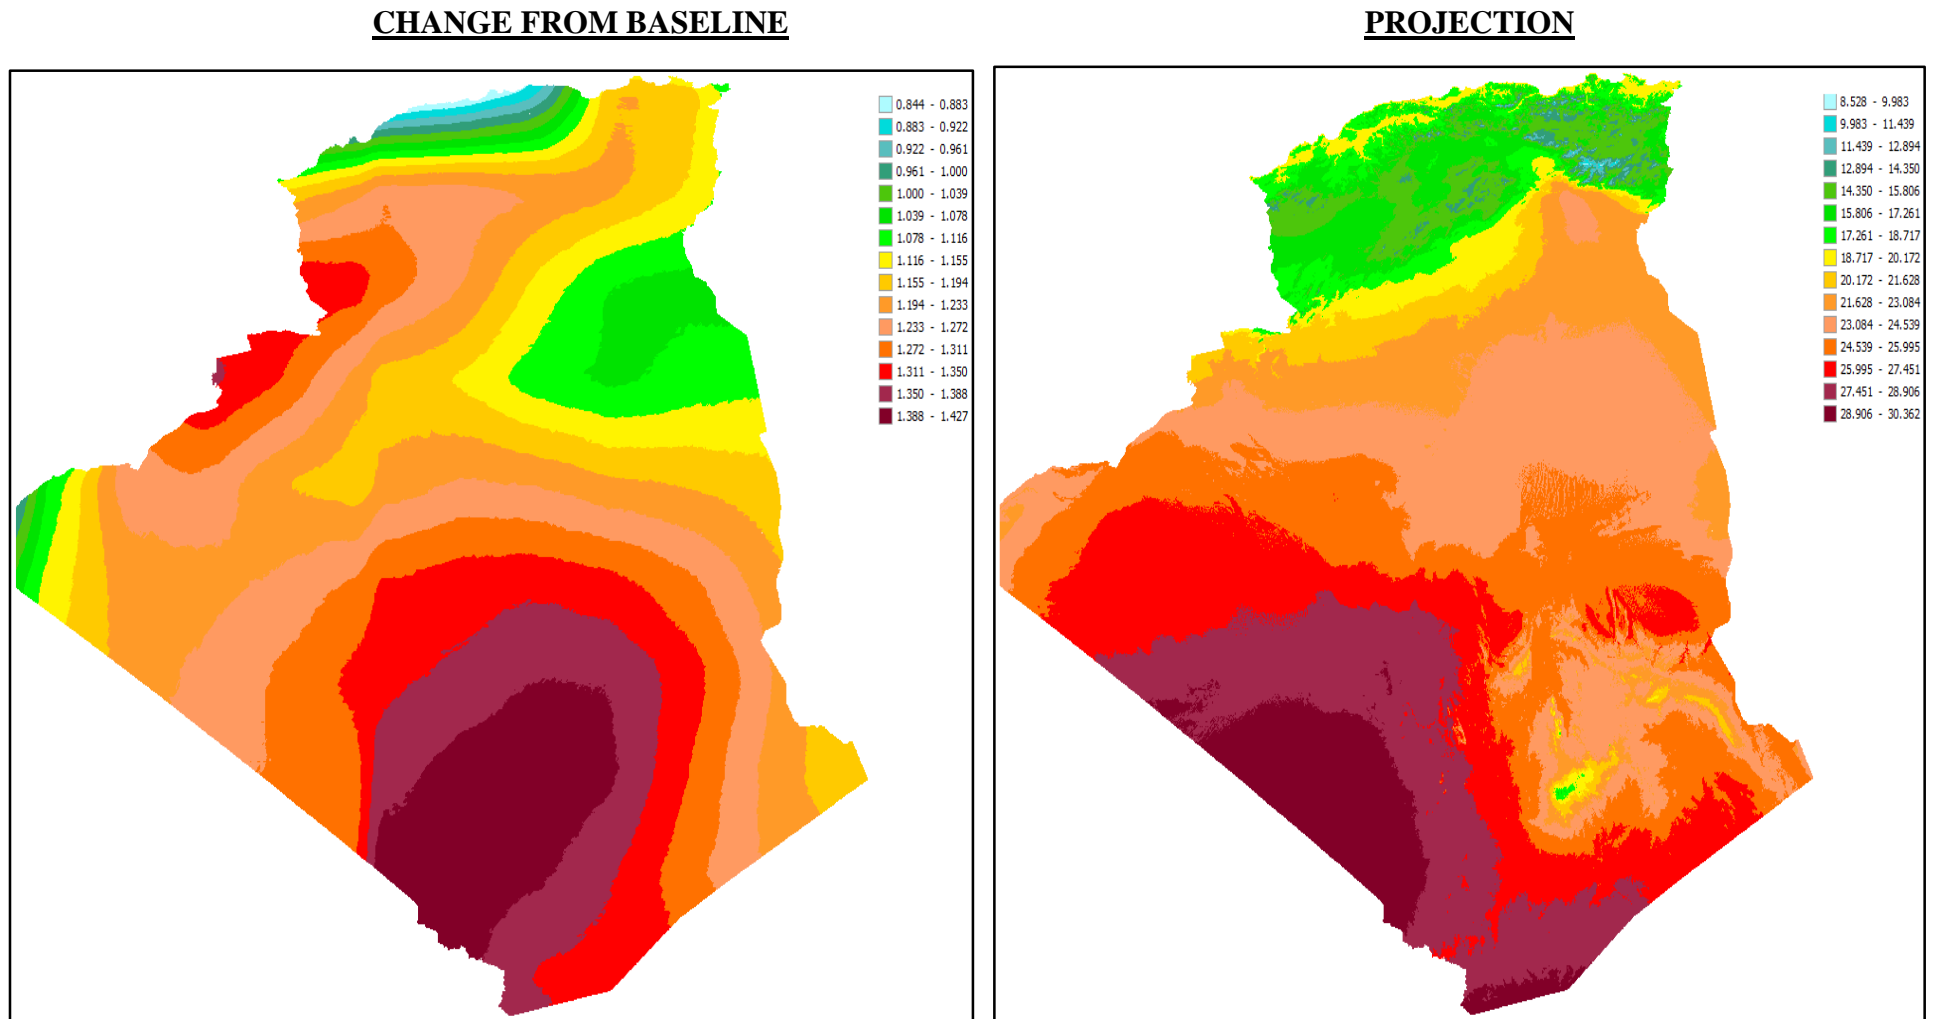 CHANGE FROM BASELINE
PROJECTION
0.844 - 0.883
0.883 - 0.922
0.922 - 0.961
0.961 - 1.000
1.000 - 1.039
1.039 - 1.078
1.078 - 1.116
1.116 - 1.155
1.155 - 1.194
1.194 - 1.233
1.233 - 1.272
1.272 - 1.311
1.311 - 1.350
1.350 - 1.388
1.388 - 1.427
8.528 - 9.983
9.983 - 11.439
11.439 - 12.894
12.894 - 14.350
14.350 - 15.806
15.806 - 17.261
17.261 - 18.717
18.717 - 20.172
20.172 - 21.628
21.628 - 23.084
23.084 - 24.539
24.539 - 25.995
25.995 - 27.451
27.451 - 28.906
28.906 - 30.362